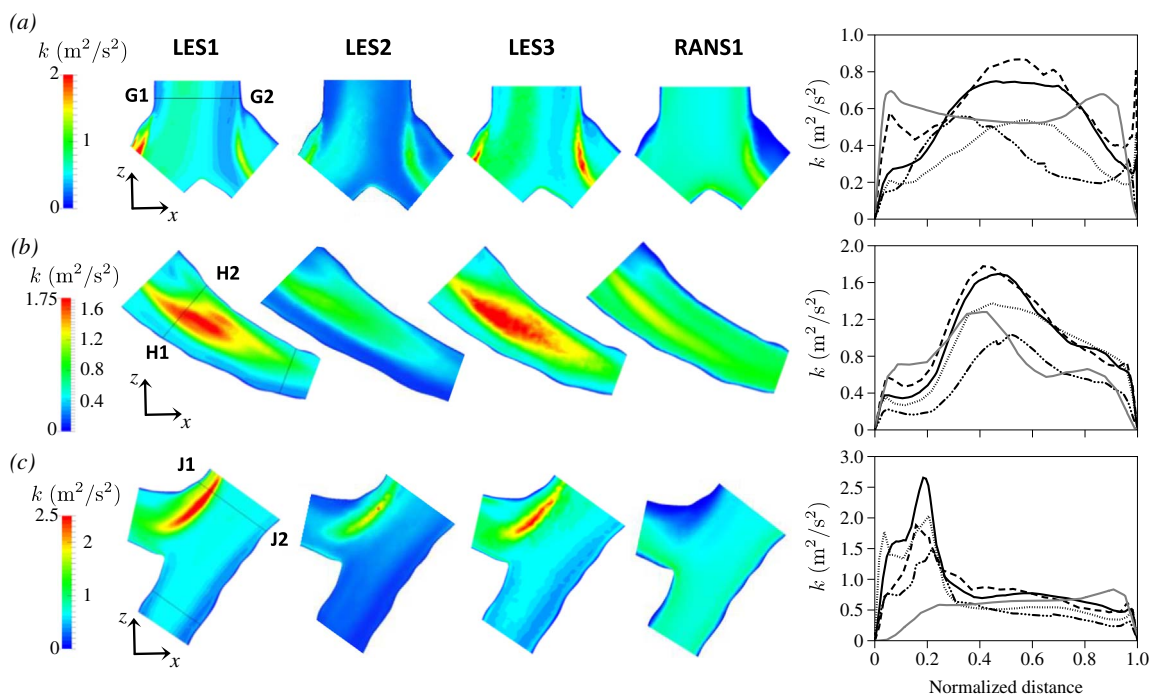 (a)
k (m²/s²)
LES1 LES2 LES3 RANS1
2
1
0
G1 G2
z
x
1.0
0.8
0.6
0.4
0.2
0
k (m²/s²)
(b)
k (m²/s²)
1.75
1.6
1.2
0.8
0.4
0
H2
H1
z
x
2.0
1.6
1.2
0.8
0.4
0
k (m²/s²)
(c)
k (m²/s²)
2.5
2
1
0
J1
J2
z
x
3.0
2.5
2.0
1.5
1.0
0.5
0
k (m²/s²)
0 0.2 0.4 0.6 0.8 1.0
Normalized distance